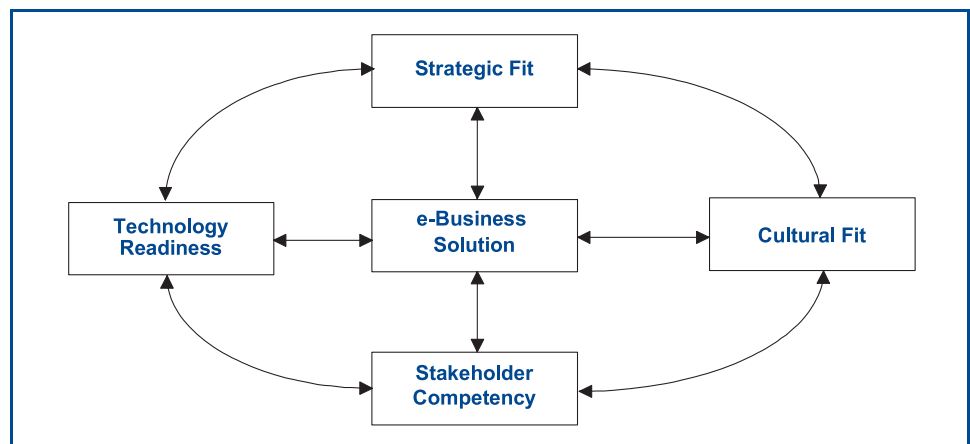 Strategic Fit
Technology
Readiness
e-Business
Solution
Cultural Fit
Stakeholder
Competency